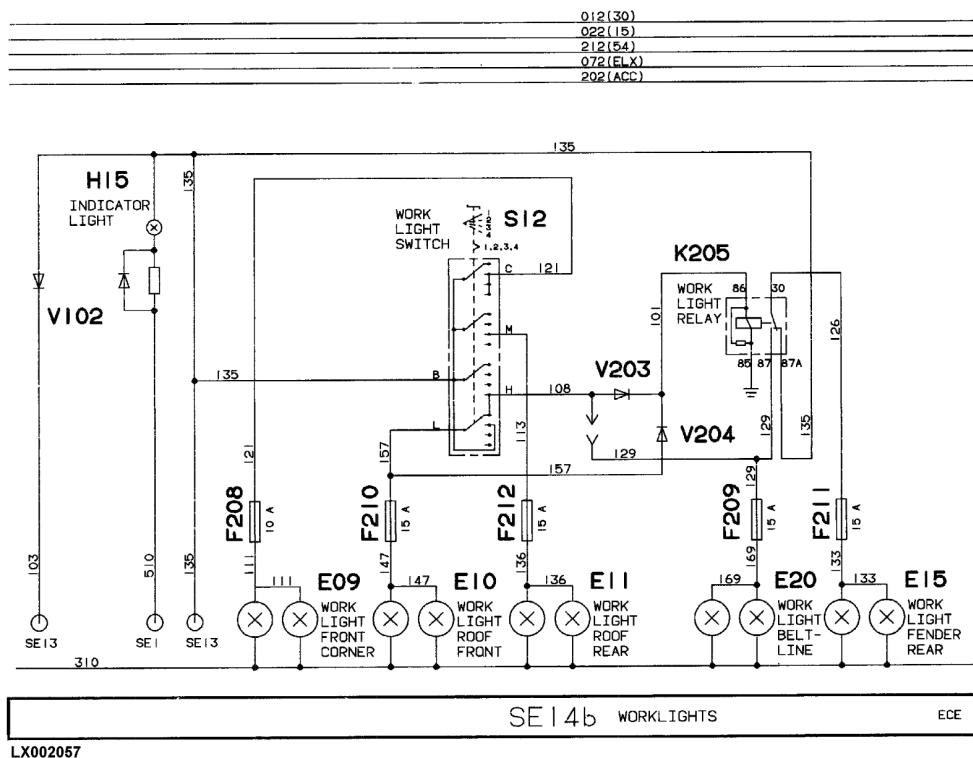 012(30)
022(15)
212(54)
072(ELX)
202(ACC)
135
135
H15
INDICATOR
LIGHT
WORK
LIGHT
SWITCH
S12
1,2,3,4
C
121
K205
V102
WORK
LIGHT
RELAY
86
30
101
126
M
85
87
87A
V203
135
B
H
108
L
113
129
135
V204
121
157
129
157
129
F208
10 A
F210
15 A
F212
15 A
F209
15 A
F211
15 A
103
510
135
111
111
147
147
136
136
169
169
133
133
E09
WORK
LIGHT
FRONT
CORNER
E10
WORK
LIGHT
ROOF
FRONT
E11
WORK
LIGHT
ROOF
REAR
E20
WORK
LIGHT
BELT-
LINE
E15
WORK
LIGHT
FENDER
REAR
SE13
SE1
SE13
310
SE14b WORKLIGHTS
ECE
LX002057